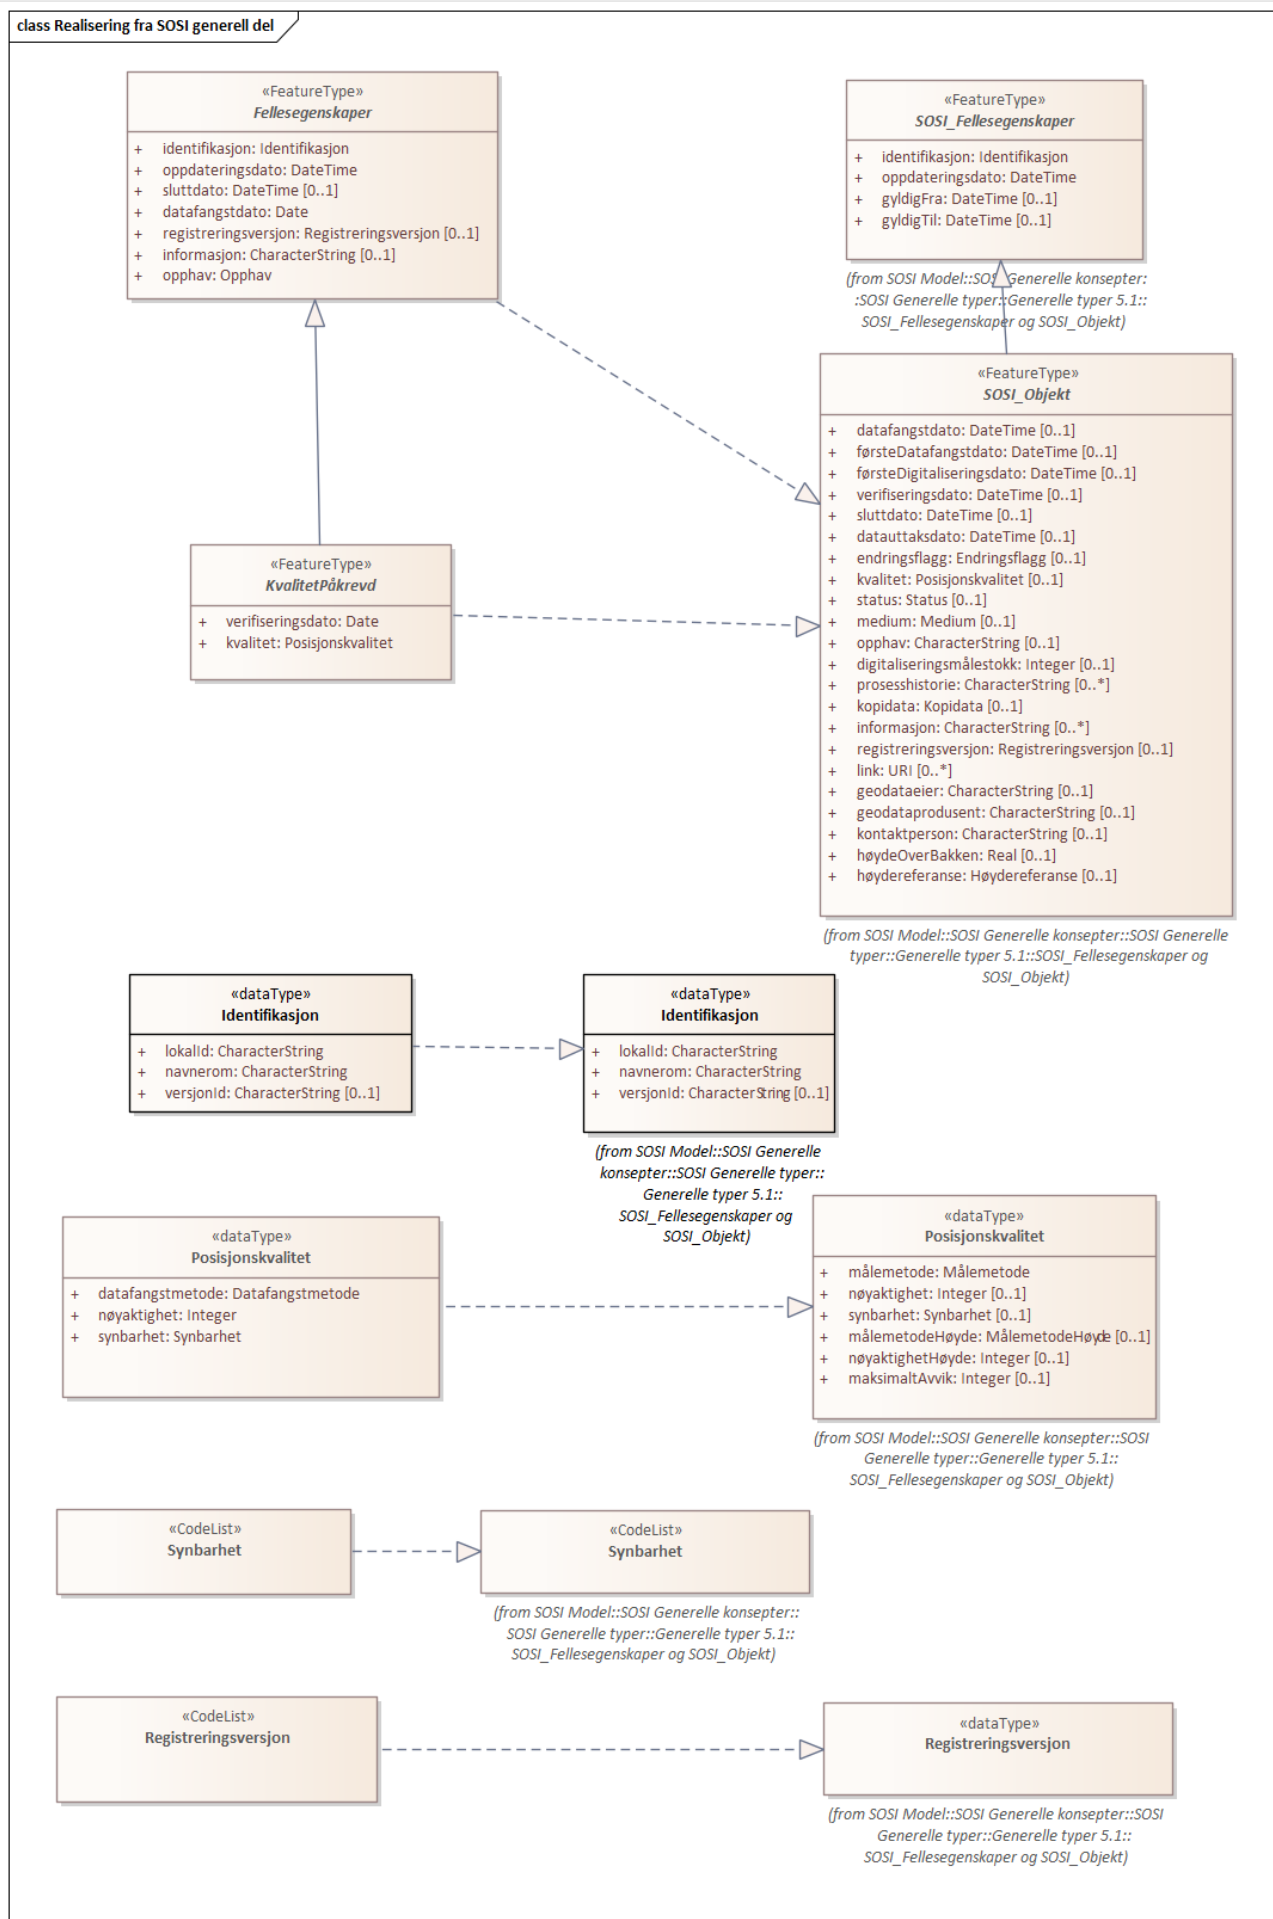 class Realisering fra SOSI generell del
«FeatureType»
Fellesegenskaper
+ identifikasjon: Identifikasjon
+ oppdateringsdato: DateTime
+ sluttdato: DateTime [0..1]
+ datafangstdato: Date
+ registreringsversjon: Registreringsversjon [0..1]
+ informasjon: CharacterString [0..1]
+ opphav: Opphav
«FeatureType»
SOSI_Fellesegenskaper
+ identifikasjon: Identifikasjon
+ oppdateringsdato: DateTime
+ gyldigFra: DateTime [0..1]
+ gyldigTil: DateTime [0..1]
(from SOSI Model::SOSI Generelle konsepter:
:SOSI Generelle typer::Generelle typer 5.1::
SOSI_Fellesegenskaper og SOSI_Objekt)
«FeatureType»
SOSI_Objekt
+ datafangstdato: DateTime [0..1]
+ førsteDatafangstdato: DateTime [0..1]
+ førsteDigitaliseringsdato: DateTime [0..1]
+ verifiseringsdato: DateTime [0..1]
+ sluttdato: DateTime [0..1]
+ datauttaksdato: DateTime [0..1]
+ endringsflagg: Endringsflagg [0..1]
+ kvalitet: Posisjonskvalitet [0..1]
+ status: Status [0..1]
+ medium: Medium [0..1]
+ opphav: CharacterString [0..1]
+ digitaliseringsmålestokk: Integer [0..1]
+ prosesshistorie: CharacterString [0..*]
+ kopidata: Kopidata [0..1]
+ informasjon: CharacterString [0..*]
+ registreringsversjon: Registreringsversjon [0..1]
+ link: URI [0..*]
+ geodataeier: CharacterString [0..1]
+ geodataprodusent: CharacterString [0..1]
+ kontaktperson: CharacterString [0..1]
+ høydeOverBakken: Real [0..1]
+ høydereferanse: Høydereferanse [0..1]
(from SOSI Model::SOSI Generelle konsepter::SOSI Generelle
typer::Generelle typer 5.1::SOSI_Fellesegenskaper og
SOSI_Objekt)
«FeatureType»
KvalitetPåkrevd
+ verifiseringsdato: Date
+ kvalitet: Posisjonskvalitet
«dataType»
Identifikasjon
+ lokalId: CharacterString
+ navnerom: CharacterString
+ versjonId: CharacterString [0..1]
«dataType»
Identifikasjon
+ lokalId: CharacterString
+ navnerom: CharacterString
+ versjonId: CharacterString [0..1]
(from SOSI Model::SOSI Generelle
konsepter::SOSI Generelle typer::
Generelle typer 5.1::
SOSI_Fellesegenskaper og
SOSI_Objekt)
«dataType»
Posisjonskvalitet
+ datafangstmetode: Datafangstmetode
+ nøyaktighet: Integer
+ synbarhet: Synbarhet
«dataType»
Posisjonskvalitet
+ målemetode: Målemetode
+ nøyaktighet: Integer [0..1]
+ synbarhet: Synbarhet [0..1]
+ målemetodeHøyde: MålemetodeHøyde [0..1]
+ nøyaktighetHøyde: Integer [0..1]
+ maksimaltAvvik: Integer [0..1]
(from SOSI Model::SOSI Generelle konsepter::SOSI
Generelle typer::Generelle typer 5.1::
SOSI_Fellesegenskaper og SOSI_Objekt)
«CodeList»
Synbarhet
«CodeList»
Synbarhet
(from SOSI Model::SOSI Generelle konsepter::
SOSI Generelle typer::Generelle typer 5.1::
SOSI_Fellesegenskaper og SOSI_Objekt)
«CodeList»
Registreringsversjon
«dataType»
Registreringsversjon
(from SOSI Model::SOSI Generelle konsepter::SOSI
Generelle typer::Generelle typer 5.1::
SOSI_Fellesegenskaper og SOSI_Objekt)